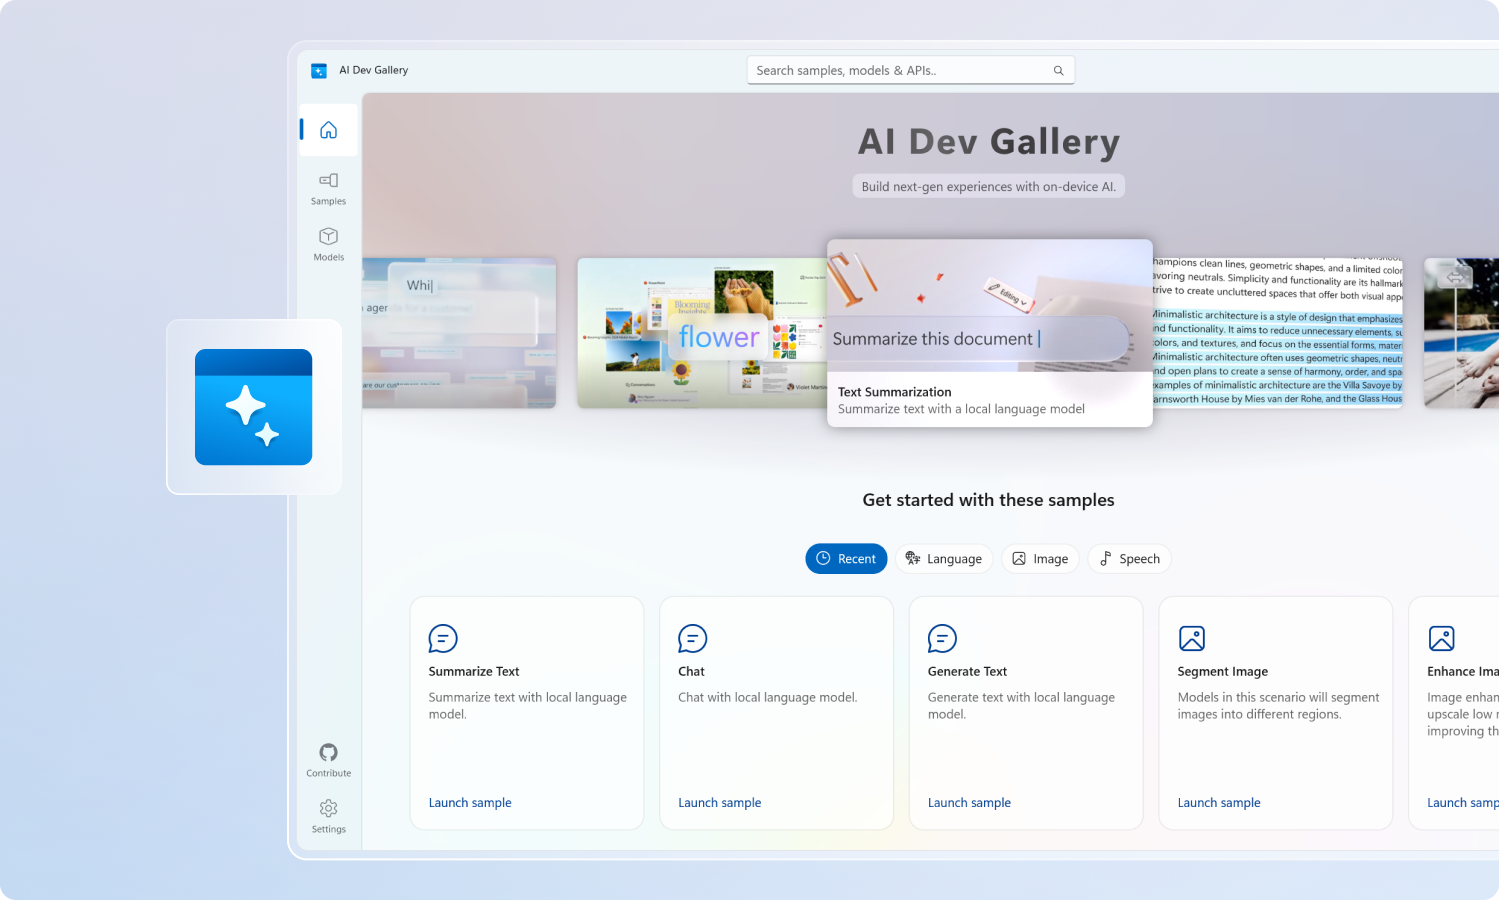 AI Dev Gallery
Search samples, models & APIs..
Samples
Models
Contribute
Settings
AI Dev Gallery
Build next-gen experiences with on-device AI.
Whi
flower
Blooming
Editing
Summarize this document
Text Summarization
Summarize text with a local language model
champions clean lines, geometric shapes, and a limited color
avoring neutrals. Simplicity and functionality are its hallmark
trive to create uncluttered spaces that offer both visual app
Minimalistic architecture is a style of design that emphasizes
and functionality. It aims to reduce unnecessary elements, su
colors, and textures, and focus on the essential forms, mater
Minimalistic architecture often uses geometric shapes, neutr
and open plans to create a sense of harmony, order, and spa
examples of minimalistic architecture are the Villa Savoye by
arnsworth House by Mies van der Rohe, and the Glass Hous
Get started with these samples
Recent
Language
Image
Speech
Summarize Text
Summarize text with local language
model.
Launch sample
Chat
Chat with local language model.
Launch sample
Generate Text
Generate text with local language
model.
Launch sample
Segment Image
Models in this scenario will segment
images into different regions.
Launch sample
Enhance Ima
Image enhan
upscale low r
improving th
Launch samp